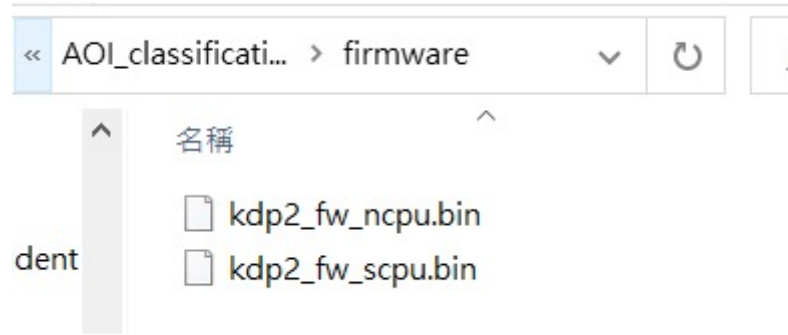 « AOI_classificati... > firmware
名稱
kdp2_fw_ncpu.bin
dent
kdp2_fw_scpu.bin